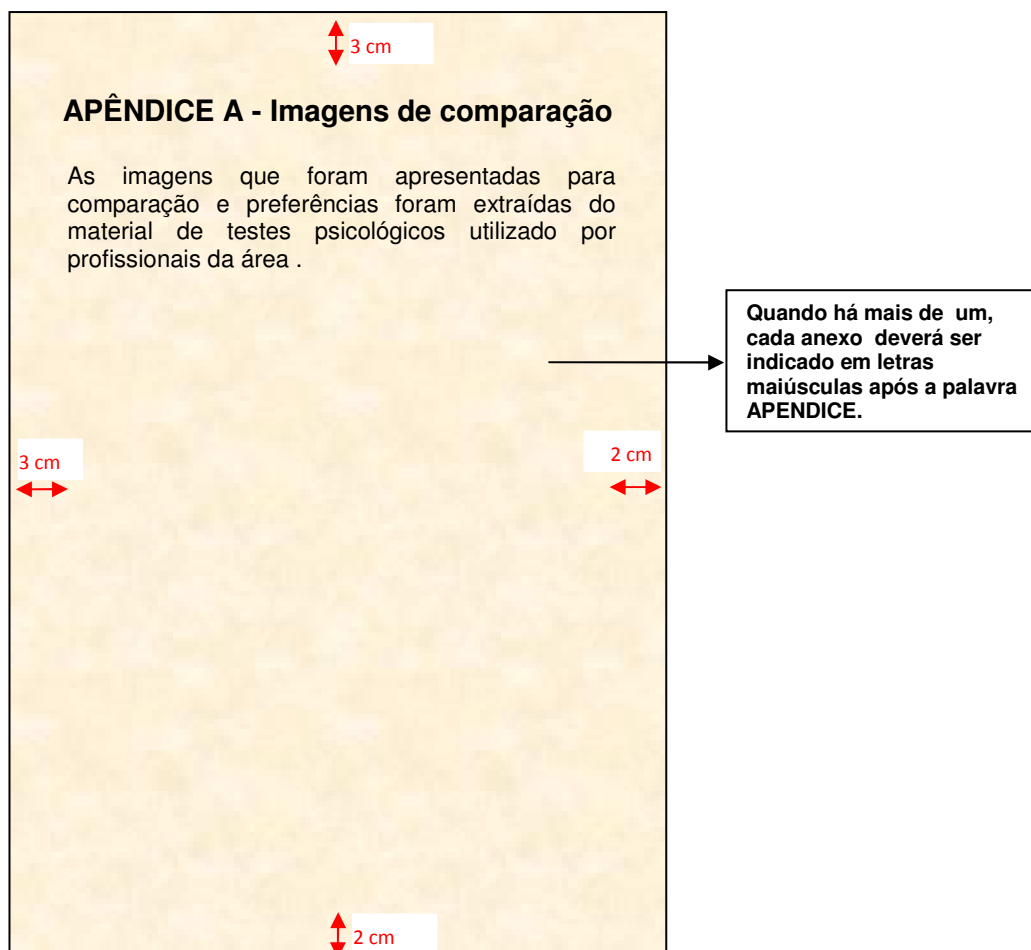 3 cm
APÊNDICE A - Imagens de comparação
As imagens que foram apresentadas para
comparação e preferências foram extraídas do
material de testes psicológicos utilizado por
profissionais da área .
Quando há mais de um,
cada anexo deverá ser
indicado em letras
maiúsculas após a palavra
APENDICE.
3 cm
2 cm
2 cm